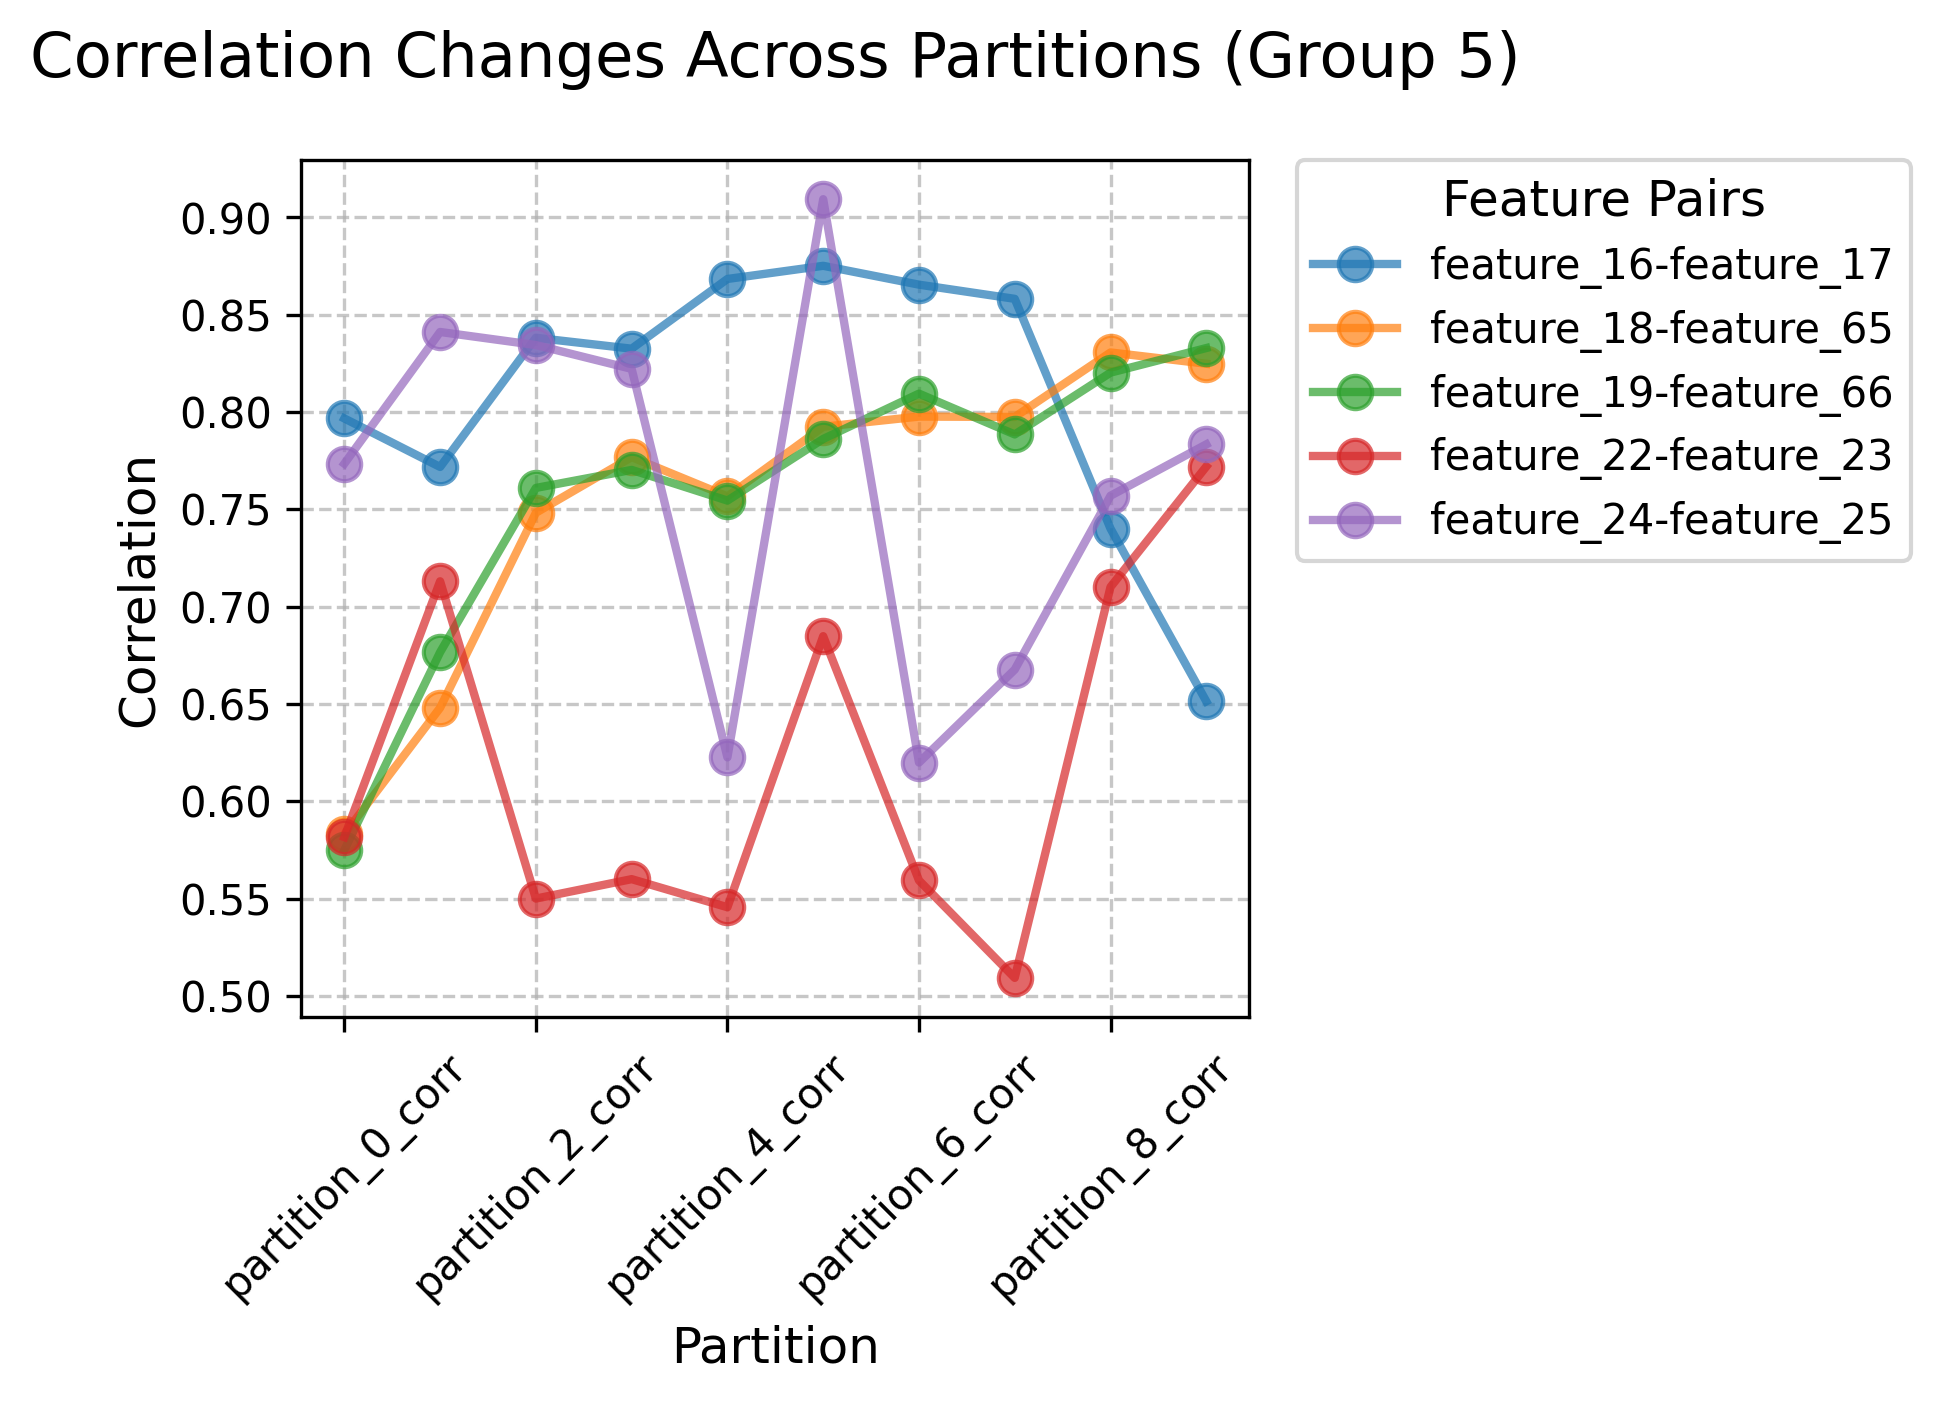 Correlation Changes Across Partitions (Group 5)
Feature Pairs
feature_16-feature_17
feature_18-feature_65
feature_19-feature_66
feature_22-feature_23
feature_24-feature_25
Correlation
0.90
0.85
0.80
0.75
0.70
0.65
0.60
0.55
0.50
partition_0_corr
partition_2_corr
partition_4_corr
partition_6_corr
partition_8_corr
Partition